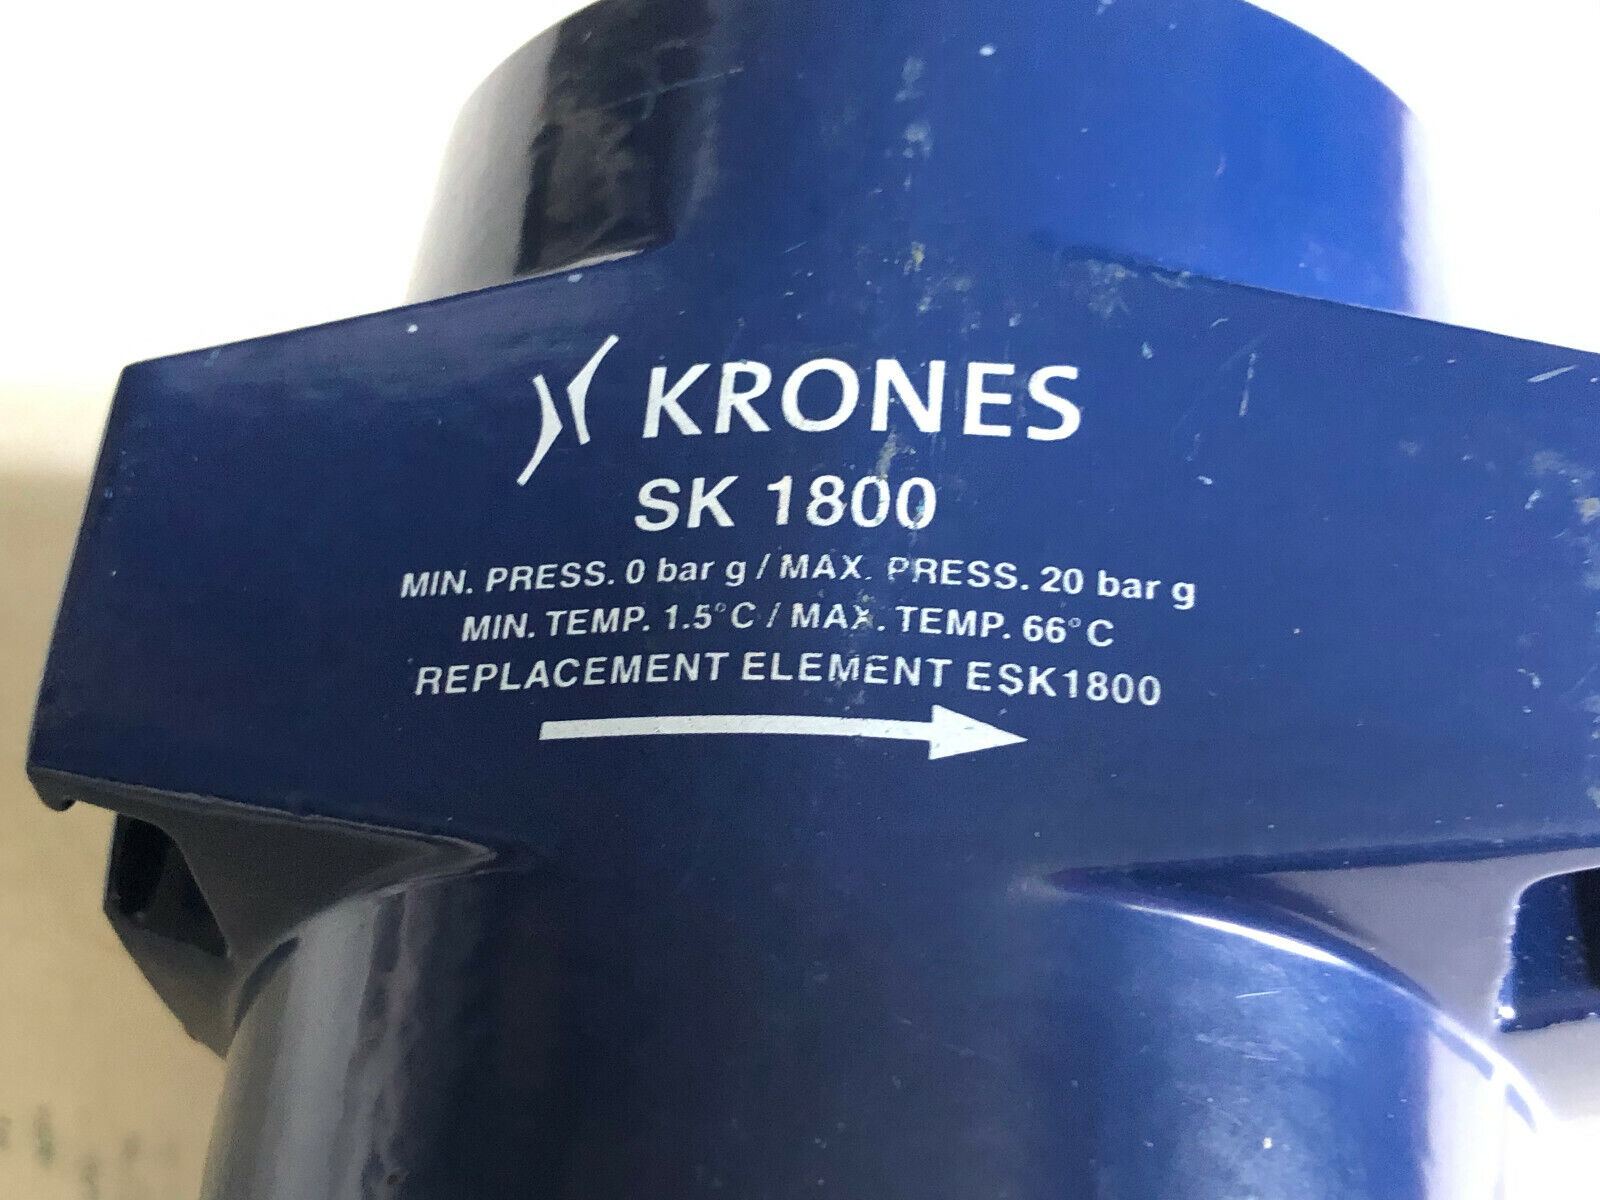 KRONES
SK 1800
MIN. PRESS. 0 bar g / MAX. PRESS. 20 bar g
MIN. TEMP. 1.5°C / MAX. TEMP. 66°C
REPLACEMENT ELEMENT ESK1800